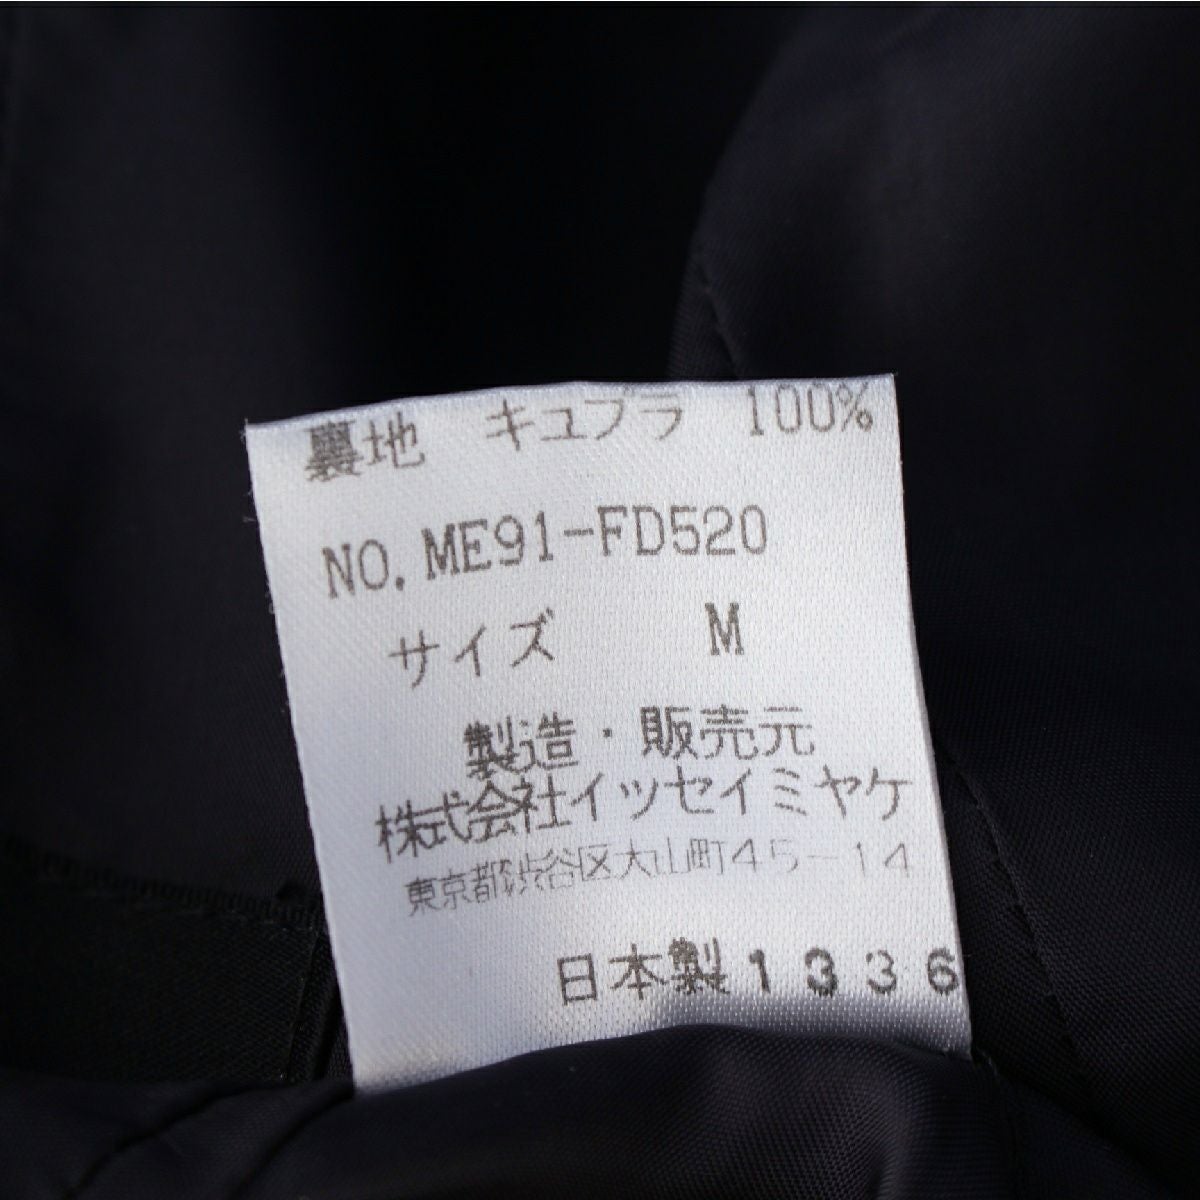 裏地 キュプラ 100%
NO.ME91-FD520
サイズ M
製造・販売元
株式会社イッセイミヤケ
東京都渋谷区大山町45-14
日本製1336